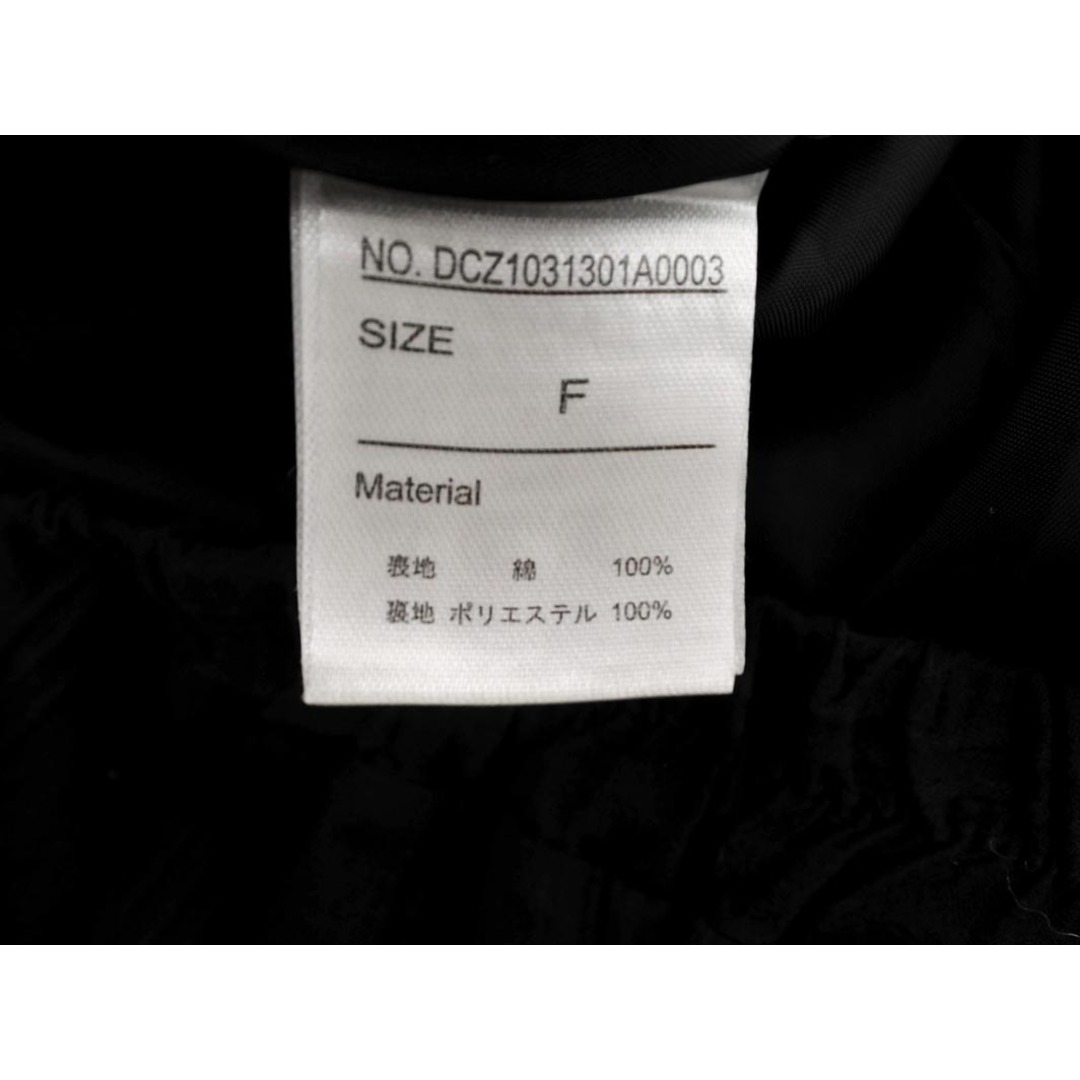 NO. DCZ1031301A0003
SIZE
F
Material
表地 綿 100%
裏地 ポリエステル 100%